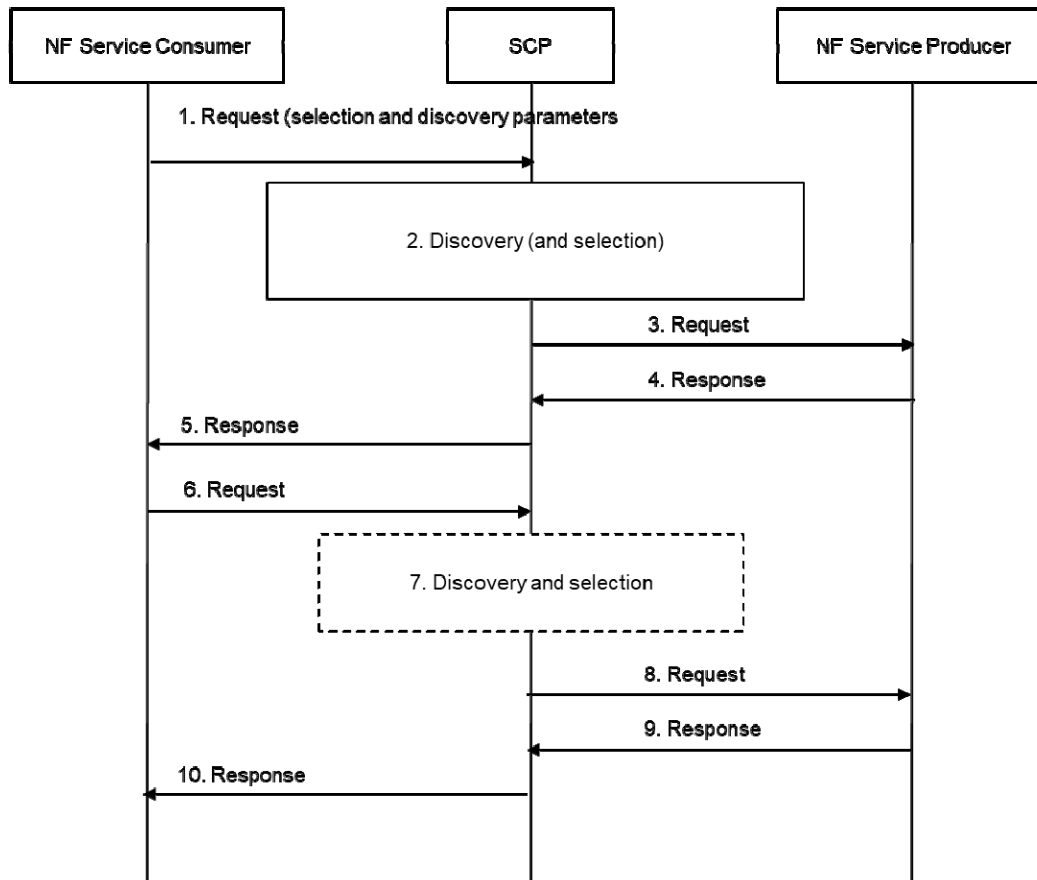 NF Service Consumer
SCP
NF Service Producer
1. Request (selection and discovery parameters
2. Discovery (and selection)
3. Request
4. Response
5. Response
6. Request
7. Discovery and selection
8. Request
9. Response
10. Response